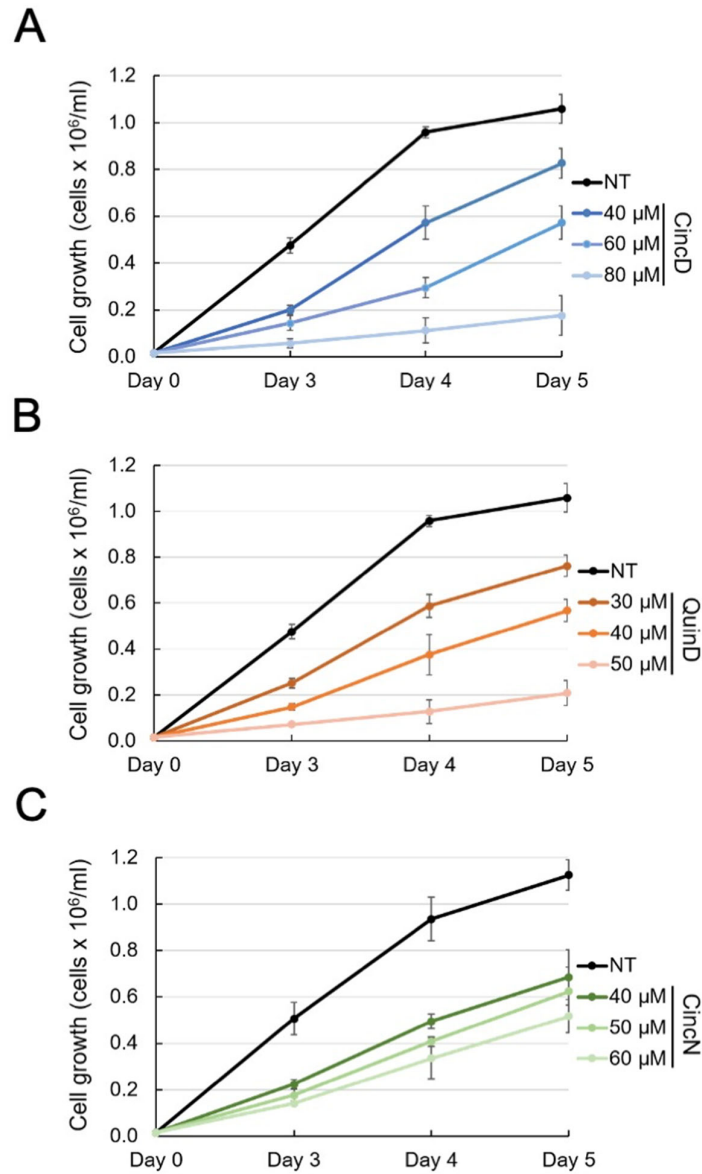 A
Cell growth (cells x 10⁶/ml)
1.2
1.0
0.8
0.6
0.4
0.2
0.0
Day 0 Day 3 Day 4 Day 5
NT
40 µM
60 µM
80 µM
CincD
B
Cell growth (cells x 10⁶/ml)
1.2
1.0
0.8
0.6
0.4
0.2
0.0
Day 0 Day 3 Day 4 Day 5
NT
30 µM
40 µM
50 µM
QuinD
C
Cell growth (cells x 10⁶/ml)
1.2
1.0
0.8
0.6
0.4
0.2
0.0
Day 0 Day 3 Day 4 Day 5
NT
40 µM
50 µM
60 µM
CincN